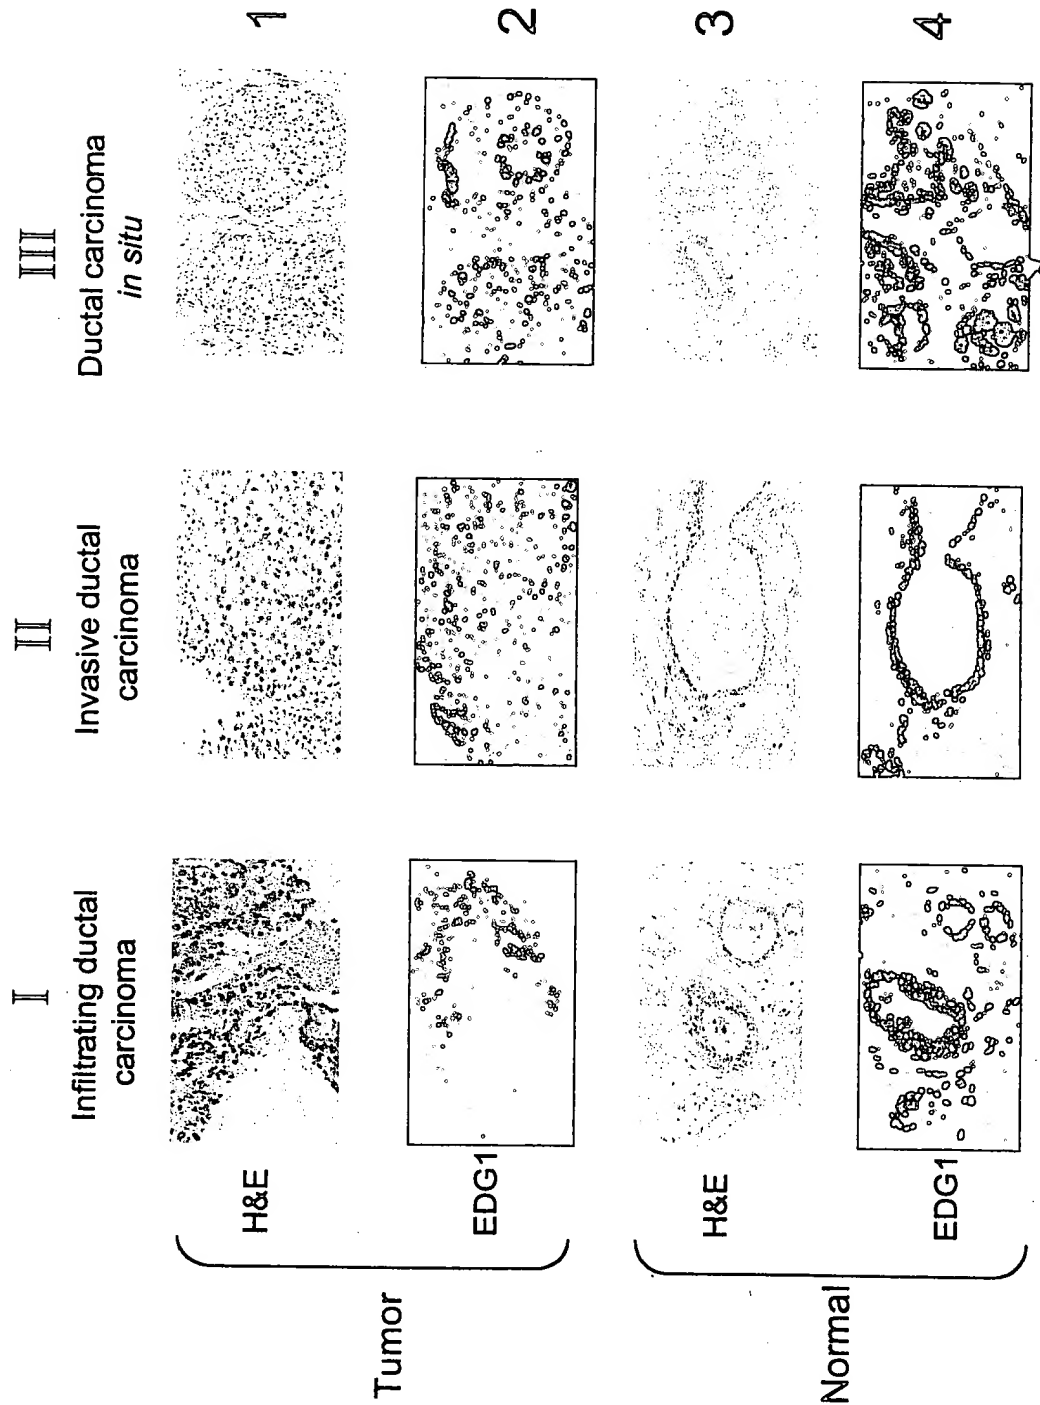 I
Infiltrating ductal
carcinoma
II
Invasive ductal
carcinoma
III
Ductal carcinoma
in situ
Tumor
H&E
1
EDG1
2
Normal
H&E
3
EDG1
4